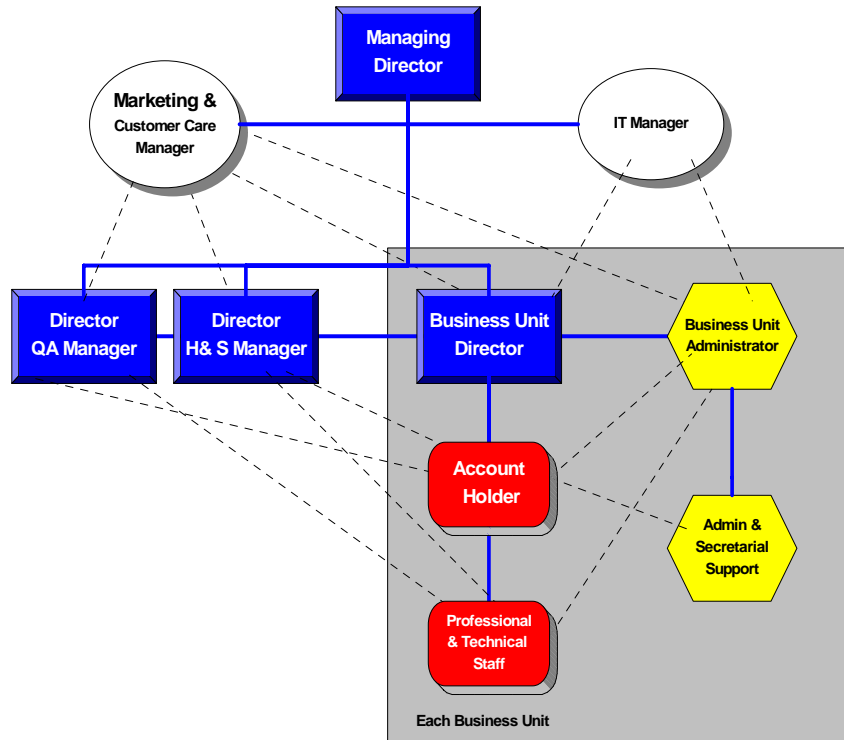 Managing
Director
Marketing &
Customer Care
Manager
IT Manager
Director
QA Manager
Director
H& S Manager
Business Unit
Director
Business Unit
Administrator
Account
Holder
Admin &
Secretarial
Support
Professional
& Technical
Staff
Each Business Unit